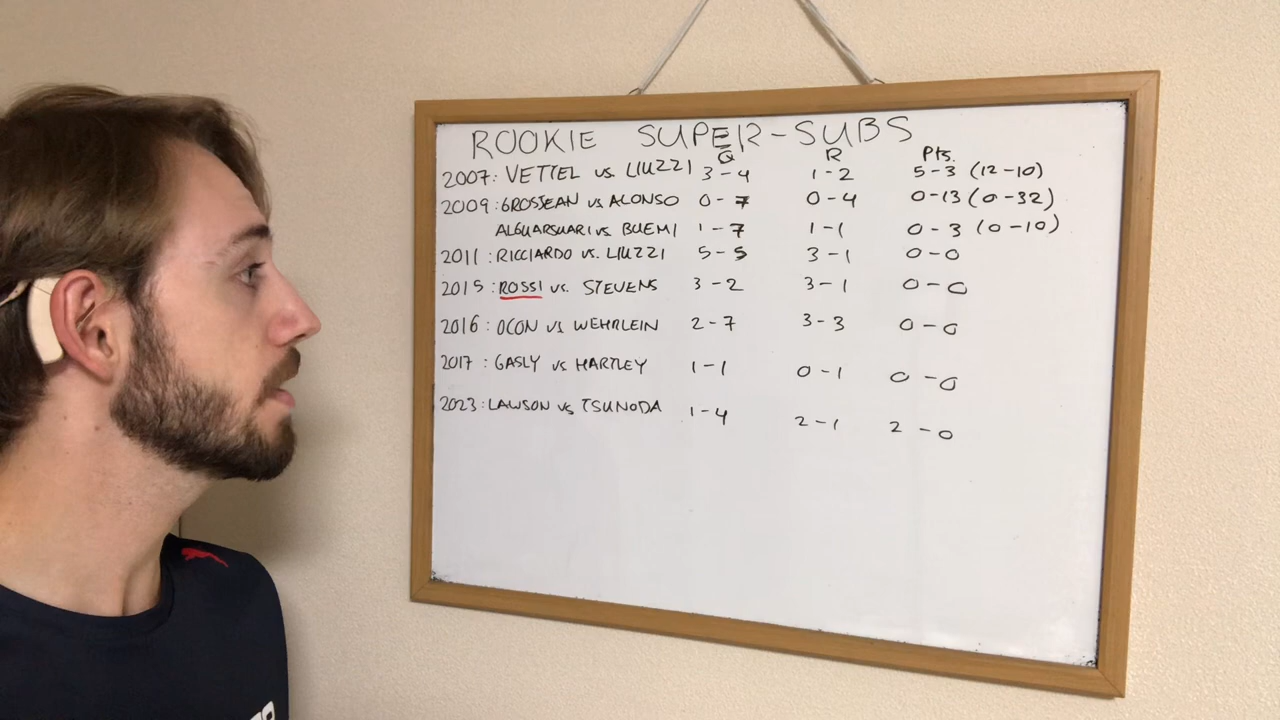 ROOKIE SUPER-SUBS
Q R Pts.
2007: VETTEL vs. LIUZZI 3-4 1-2 5-3 (12-10)
2009: GROSJEAN vs ALONSO 0-7 0-4 0-13 (0-32)
ALGUARSUARI vs BUEMI 1-7 1-1 0-3 (0-10)
2011: RICCIARDO vs. LIUZZI 5-5 3-1 0-0
2015: ROSSI vs. STEVENS 3-2 3-1 0-0
2016: OCON vs WEHRLEIN 2-7 3-3 0-0
2017: GASLY vs HARTLEY 1-1 0-1 0-0
2023: LAWSON vs TSUNODA 1-4 2-1 2-0